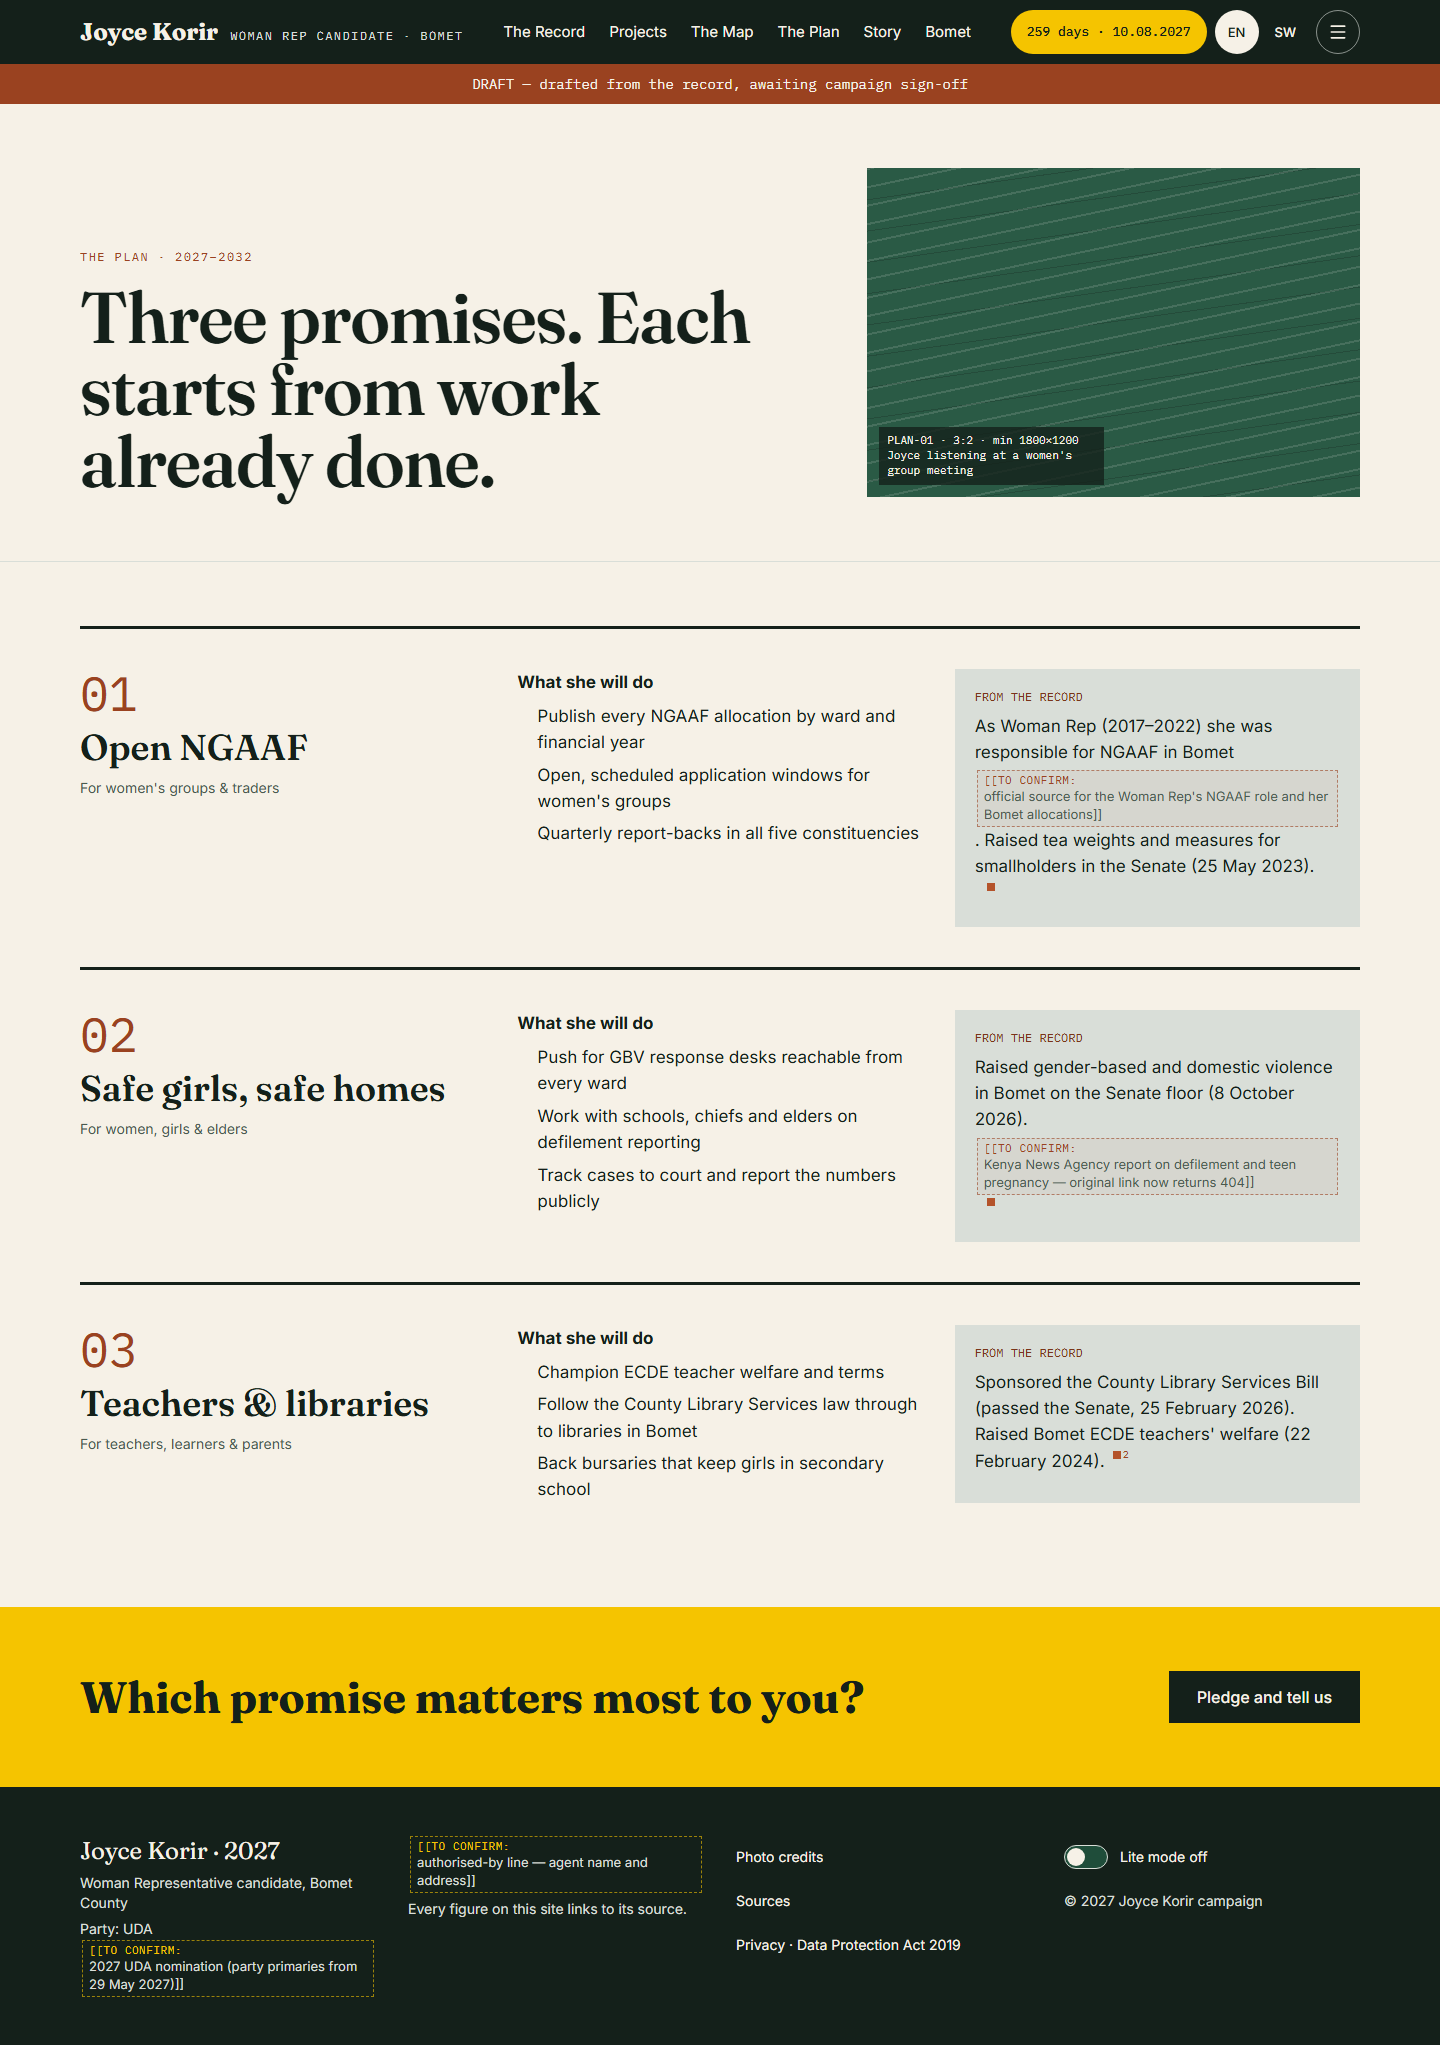 Joyce Korir WOMAN REP CANDIDATE · BOMET The Record Projects The Map The Plan Story Bomet 259 days · 10.08.2027 EN SW
DRAFT — drafted from the record, awaiting campaign sign-off
THE PLAN · 2027–2032
Three promises. Each
starts from work
already done.
PLAN-01 · 3:2 · min 1800×1200
Joyce listening at a women's
group meeting
01
Open NGAAF
For women's groups & traders
What she will do
Publish every NGAAF allocation by ward and
financial year
Open, scheduled application windows for
women's groups
Quarterly report-backs in all five constituencies
FROM THE RECORD
As Woman Rep (2017–2022) she was
responsible for NGAAF in Bomet
[[TO CONFIRM:
official source for the Woman Rep's NGAAF role and her
Bomet allocations]]
. Raised tea weights and measures for
smallholders in the Senate (25 May 2023).
02
Safe girls, safe homes
For women, girls & elders
What she will do
Push for GBV response desks reachable from
every ward
Work with schools, chiefs and elders on
defilement reporting
Track cases to court and report the numbers
publicly
FROM THE RECORD
Raised gender-based and domestic violence
in Bomet on the Senate floor (8 October
2026).
[[TO CONFIRM:
Kenya News Agency report on defilement and teen
pregnancy — original link now returns 404]]
03
Teachers & libraries
For teachers, learners & parents
What she will do
Champion ECDE teacher welfare and terms
Follow the County Library Services law through
to libraries in Bomet
Back bursaries that keep girls in secondary
school
FROM THE RECORD
Sponsored the County Library Services Bill
(passed the Senate, 25 February 2026).
Raised Bomet ECDE teachers' welfare (22
February 2024). 2
Which promise matters most to you?
Pledge and tell us
Joyce Korir · 2027
Woman Representative candidate, Bomet
County
Party: UDA
[[TO CONFIRM:
2027 UDA nomination (party primaries from
29 May 2027)]]
[[TO CONFIRM:
authorised-by line — agent name and
address]]
Every figure on this site links to its source.
Photo credits
Sources
Privacy · Data Protection Act 2019
Lite mode off
© 2027 Joyce Korir campaign